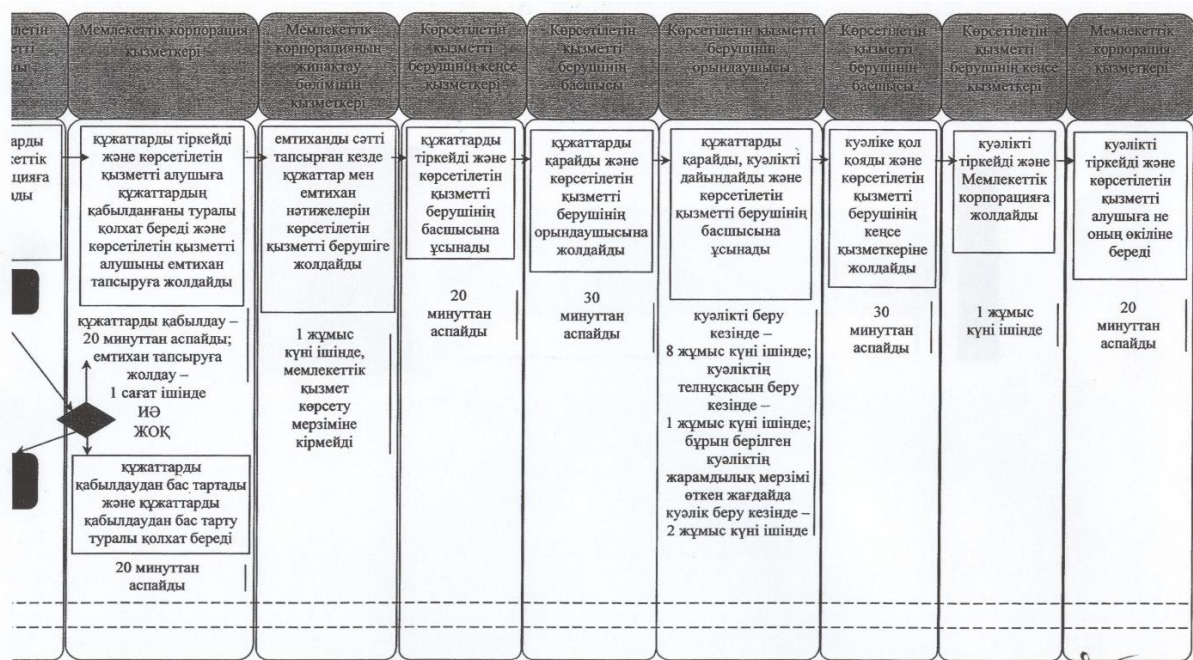 Мемлекеттік корпорация
қызметкері
Мемлекеттік
корпорацияның
жинақтау
бөлімінің
қызметкері
Көрсетілетін
қызметті
берушінің кеңсе
қызметкері
Көрсетілетін
қызметті
берушінің
басшысы
Көрсетілетін қызметті
берушінің
орындаушысы
Көрсетілетін
қызметті
берушінің
басшысы
Көрсетілетін
қызметті
берушінің кеңсе
қызметкері
Мемлекеттік
корпорация
қызметкері
құжаттарды тіркейді
және көрсетілетін
қызметті алушыға
құжаттардың
қабылданғаны туралы
қолхат береді және
көрсетілетін қызметті
алушыны емтихан
тапсыруға жолдайды
құжаттарды қабылдау –
20 минуттан аспайды;
емтихан тапсыруға
жолдау –
1 сағат ішінде
ИӘ
ЖОҚ
құжаттарды
қабылдаудан бас тартады
және құжаттарды
қабылдаудан бас тарту
туралы қолхат береді
20 минуттан
аспайды
емтиханды сәтті
тапсырған кезде
құжаттар мен
емтихан
нәтижелерін
көрсетілетін
қызметті берушіге
жолдайды
1 жұмыс
күні ішінде,
мемлекеттік
қызмет
көрсету
мерзіміне
кірмейді
құжаттарды
тіркейді және
көрсетілетін
қызметті
берушінің
басшысына
ұсынады
20
минуттан
аспайды
құжаттарды
қарайды және
көрсетілетін
қызметті
берушінің
орындаушысына
жолдайды
30
минуттан
аспайды
құжаттарды
қарайды, куәлікті
дайындайды және
көрсетілетін
қызметті берушінің
басшысына
ұсынады
куәлікті беру
кезінде –
8 жұмыс күні ішінде;
куәліктің
телнұсқасын беру
кезінде –
1 жұмыс күні ішінде;
бұрын берілген
куәліктің
жарамдылық мерзімі
өткен жағдайда
куәлік беру кезінде –
2 жұмыс күні ішінде
куәліке қол
қояды және
көрсетілетін
қызметті
берушінің
кеңсе
қызметкеріне
жолдайды
30
минуттан
аспайды
куәлікті
тіркейді және
Мемлекеттік
корпорацияға
жолдайды
1 жұмыс
күні ішінде
куәлікті
тіркейді және
көрсетілетін
қызметті
алушыға не
оның өкіліне
береді
20
минуттан
аспайды